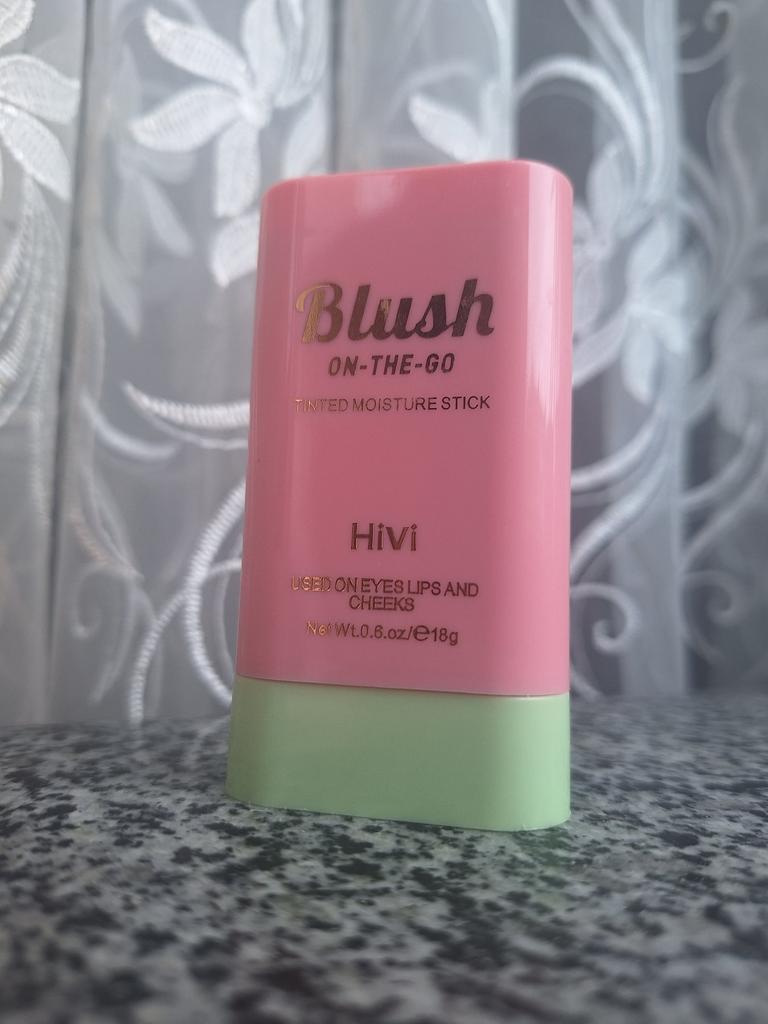 Blush
ON-THE-GO
TINTED MOISTURE STICK
HiVi
USED ON EYES LIPS AND
CHEEKS
Net Wt.0.6.oz/℮18g